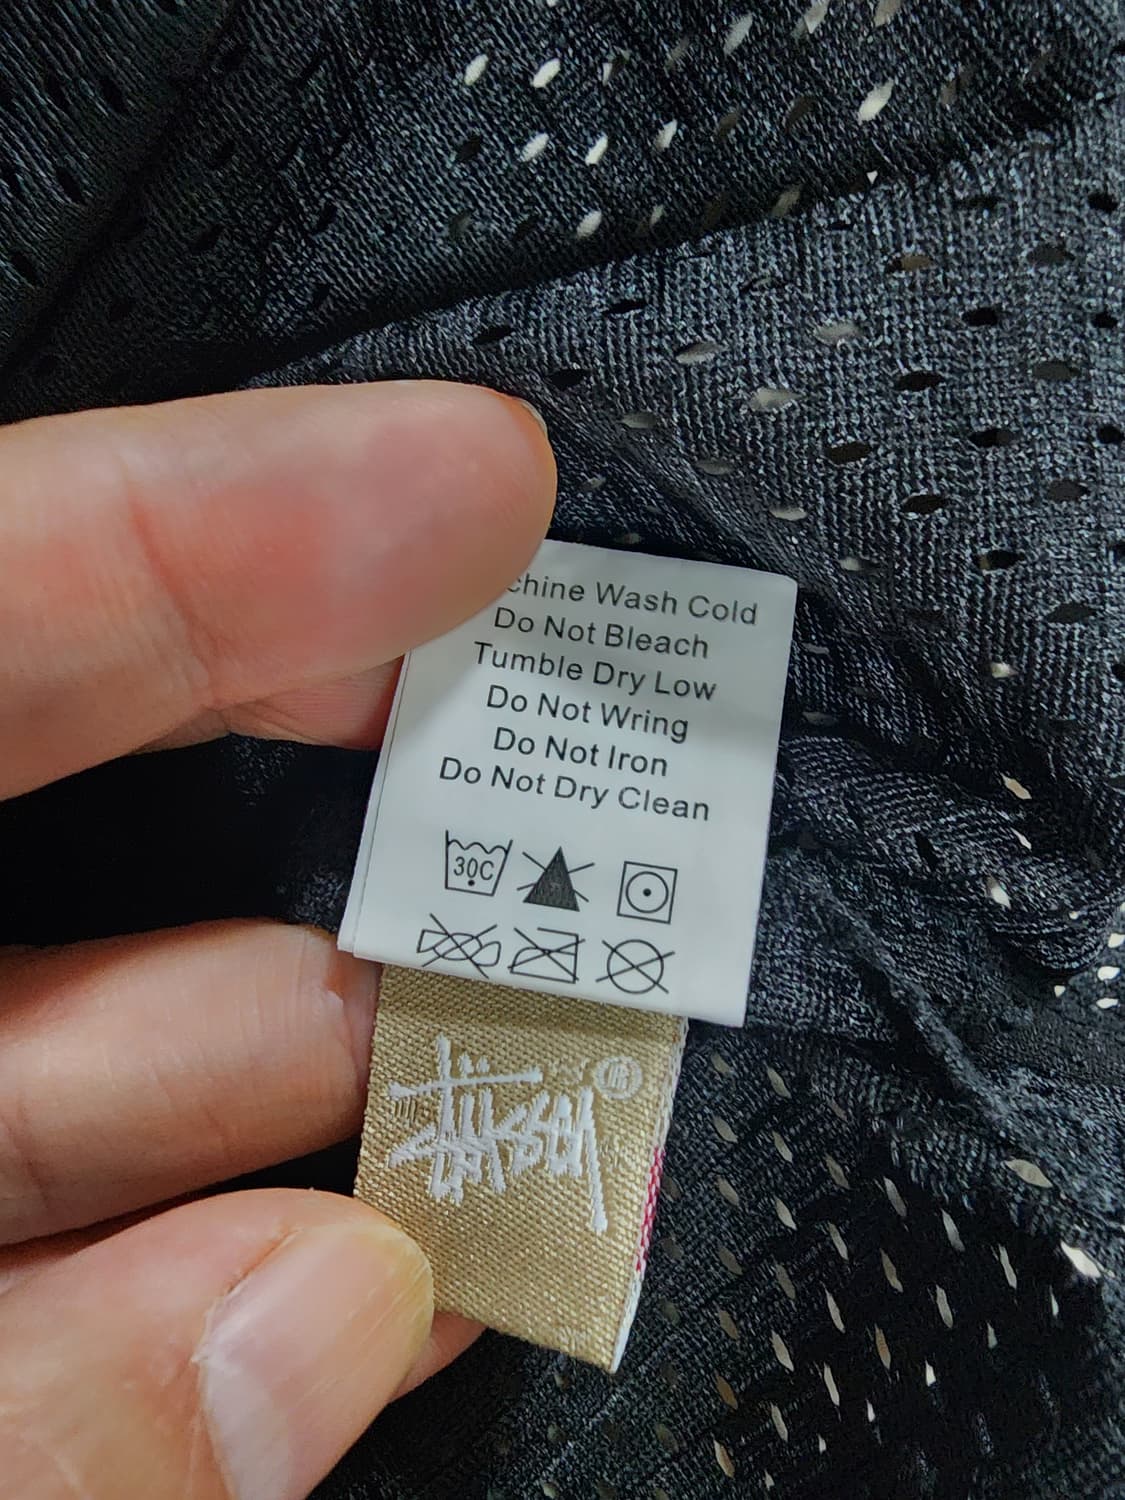 chine Wash Cold
Do Not Bleach
Tumble Dry Low
Do Not Wring
Do Not Iron
Do Not Dry Clean
30C
Stüssy